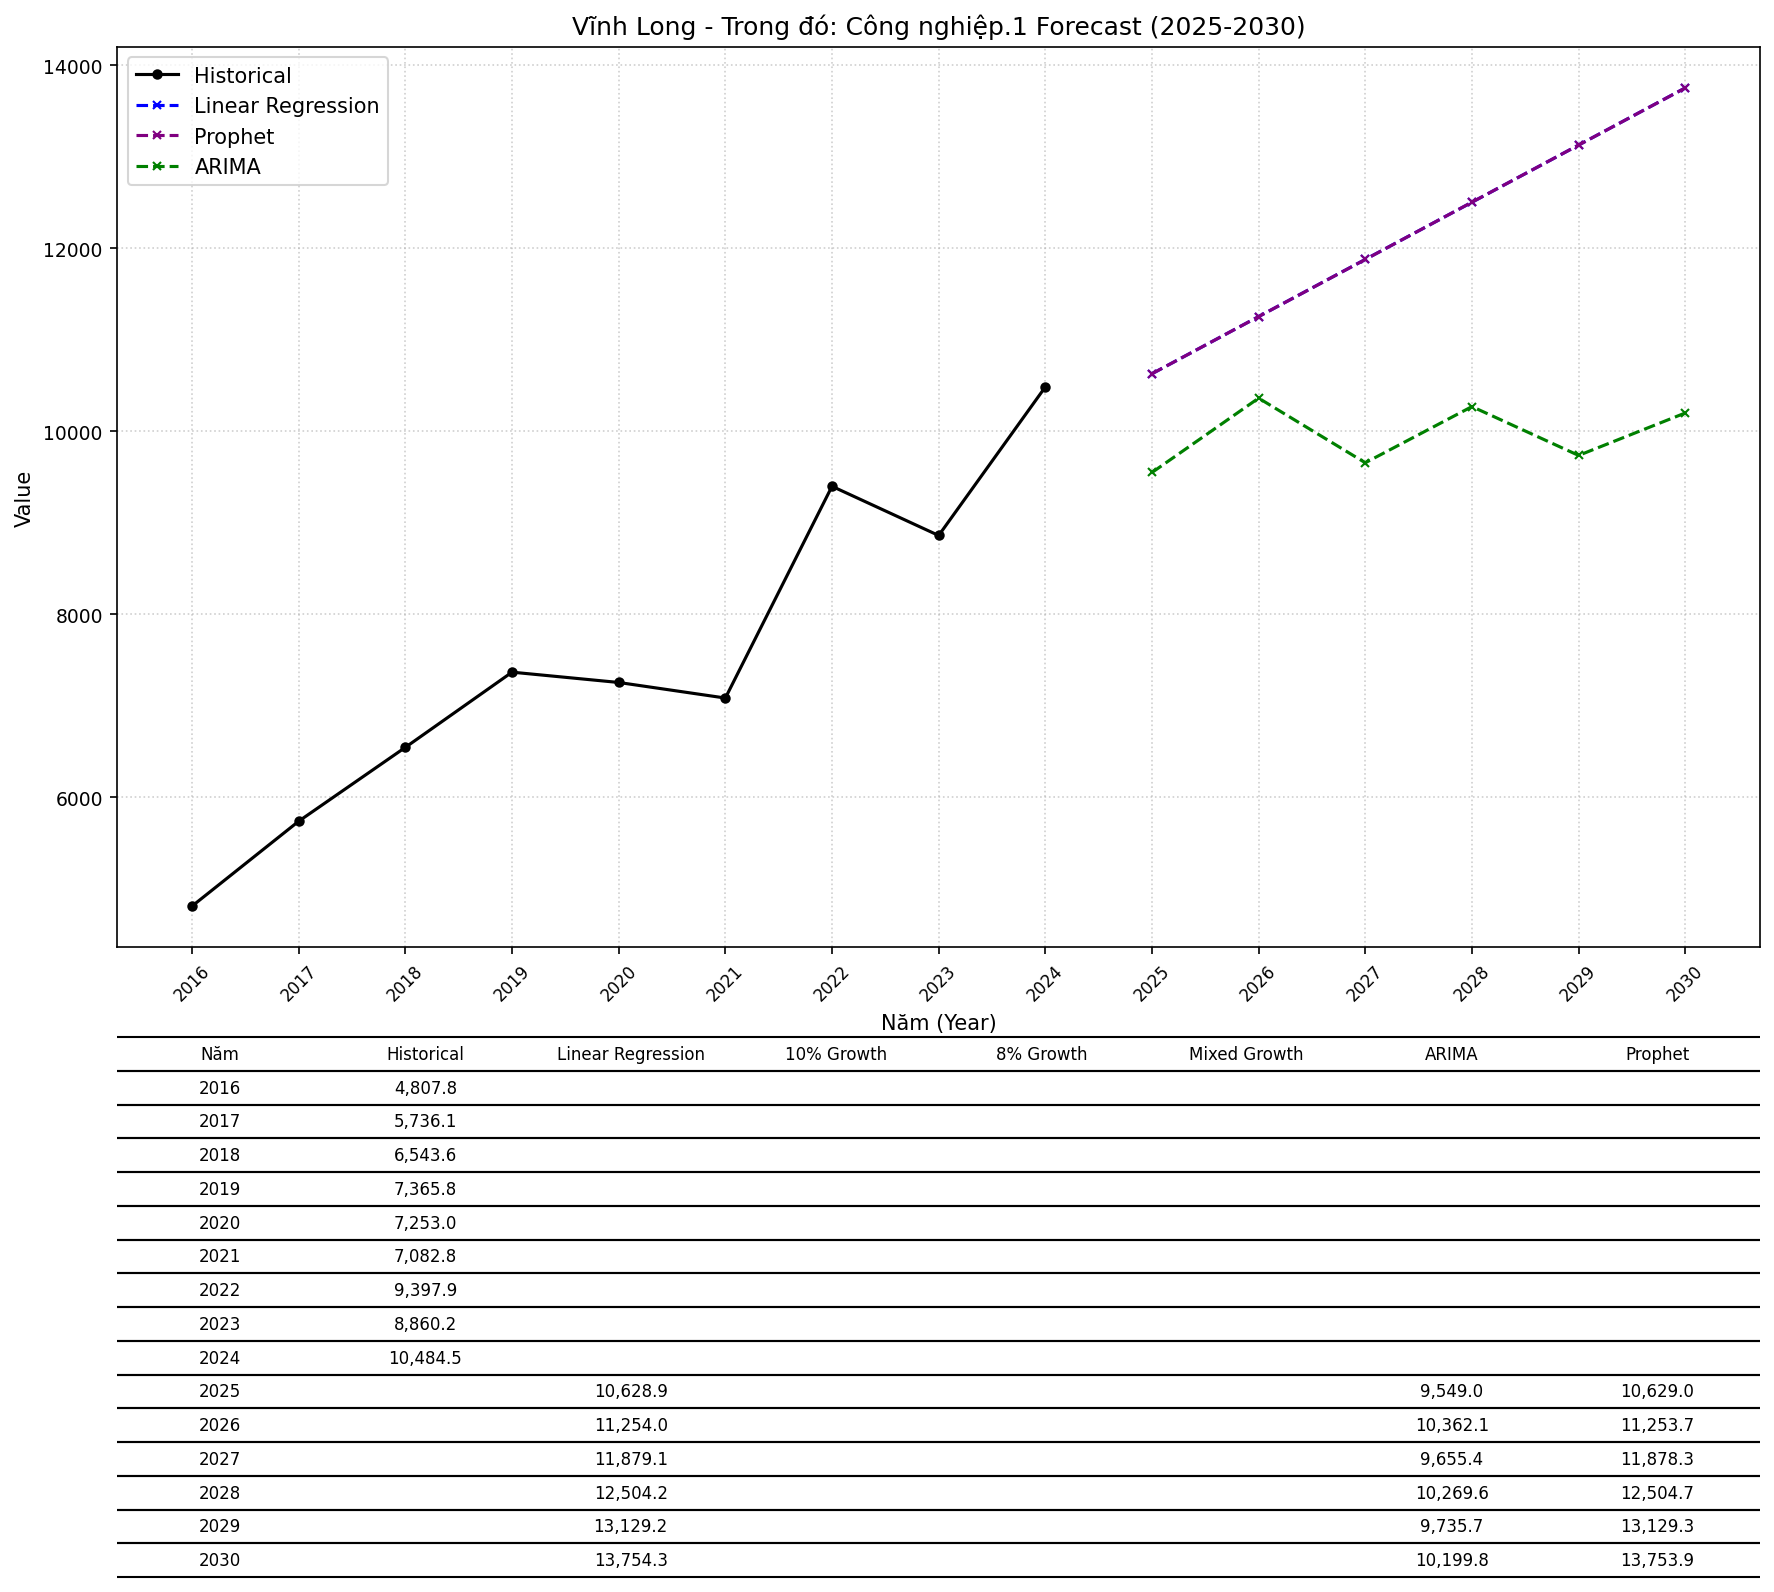 Vĩnh Long - Trong đó: Công nghiệp.1 Forecast (2025-2030)
Historical
Linear Regression
Prophet
ARIMA
14000
12000
10000
8000
6000
Value
2016 2017 2018 2019 2020 2021 2022 2023 2024 2025 2026 2027 2028 2029 2030
Năm (Year)
Năm Historical Linear Regression 10% Growth 8% Growth Mixed Growth ARIMA Prophet
2016 4,807.8
2017 5,736.1
2018 6,543.6
2019 7,365.8
2020 7,253.0
2021 7,082.8
2022 9,397.9
2023 8,860.2
2024 10,484.5
2025 10,628.9 9,549.0 10,629.0
2026 11,254.0 10,362.1 11,253.7
2027 11,879.1 9,655.4 11,878.3
2028 12,504.2 10,269.6 12,504.7
2029 13,129.2 9,735.7 13,129.3
2030 13,754.3 10,199.8 13,753.9